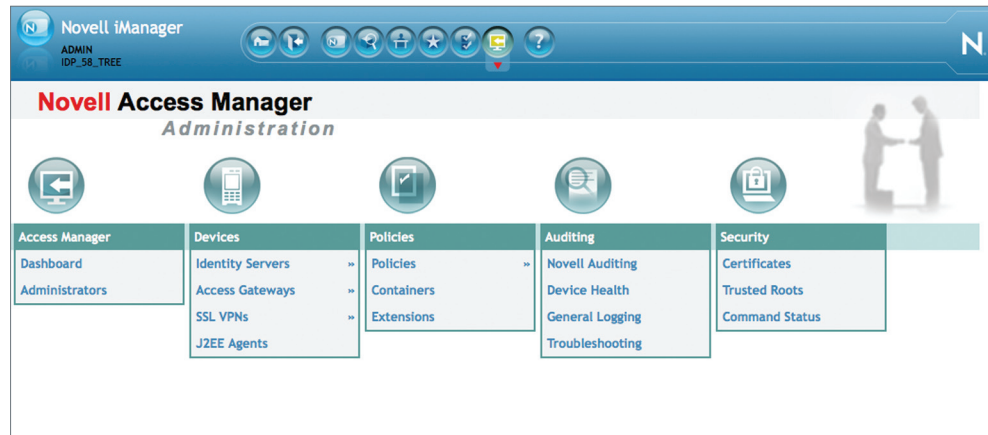 Novell iManager
ADMIN
IDP_58_TREE
N
Novell Access Manager
Administration
Access Manager
Dashboard
Administrators
Devices
Identity Servers »
Access Gateways »
SSL VPNs »
J2EE Agents
Policies
Policies »
Containers
Extensions
Auditing
Novell Auditing
Device Health
General Logging
Troubleshooting
Security
Certificates
Trusted Roots
Command Status